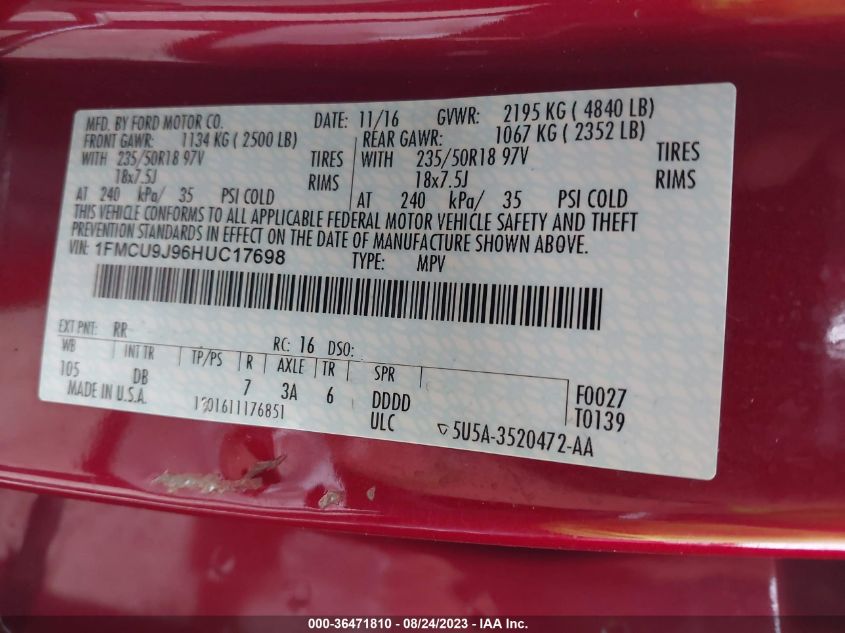 MFD. BY FORD MOTOR CO. DATE: 11/16 GVWR: 2195 KG ( 4840 LB)
FRONT GAWR: 1134 KG ( 2500 LB) REAR GAWR: 1067 KG ( 2352 LB)
WITH 235/50R18 97V TIRES WITH 235/50R18 97V TIRES
18x7.5J RIMS 18x7.5J RIMS
AT 240 kPa/ 35 PSI COLD AT 240 kPa/ 35 PSI COLD
THIS VEHICLE CONFORMS TO ALL APPLICABLE FEDERAL MOTOR VEHICLE SAFETY AND THEFT
PREVENTION STANDARDS IN EFFECT ON THE DATE OF MANUFACTURE SHOWN ABOVE.
VIN: 1FMCU9J96HUC17698 TYPE: MPV
EXT PNT: RR RC: 16 DSO:
WB INT TR TP/PS R AXLE TR SPR
105 DB 7 3A 6 DDDD F0027
MADE IN U.S.A. ULC T0139
5U5A-3520472-AA
000-36471810 - 08/24/2023 - IAA Inc.